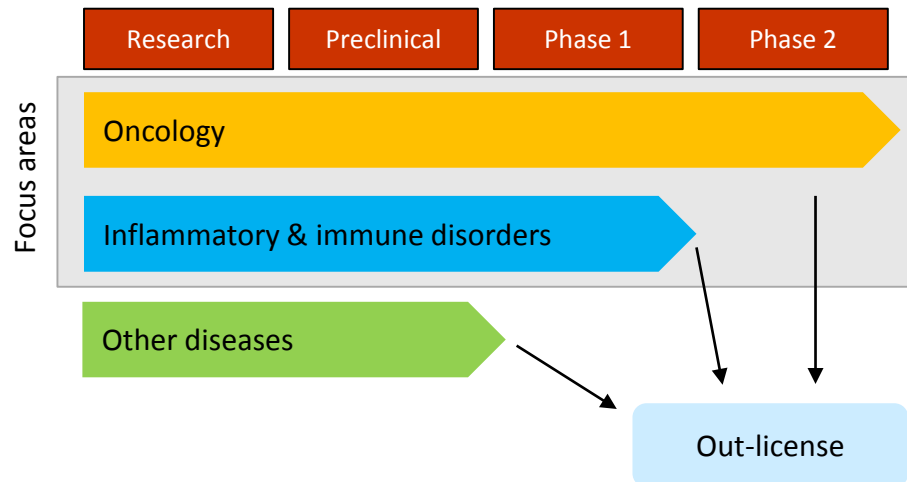 Research
Preclinical
Phase 1
Phase 2
Focus areas
Oncology
Inflammatory & immune disorders
Other diseases
Out-license